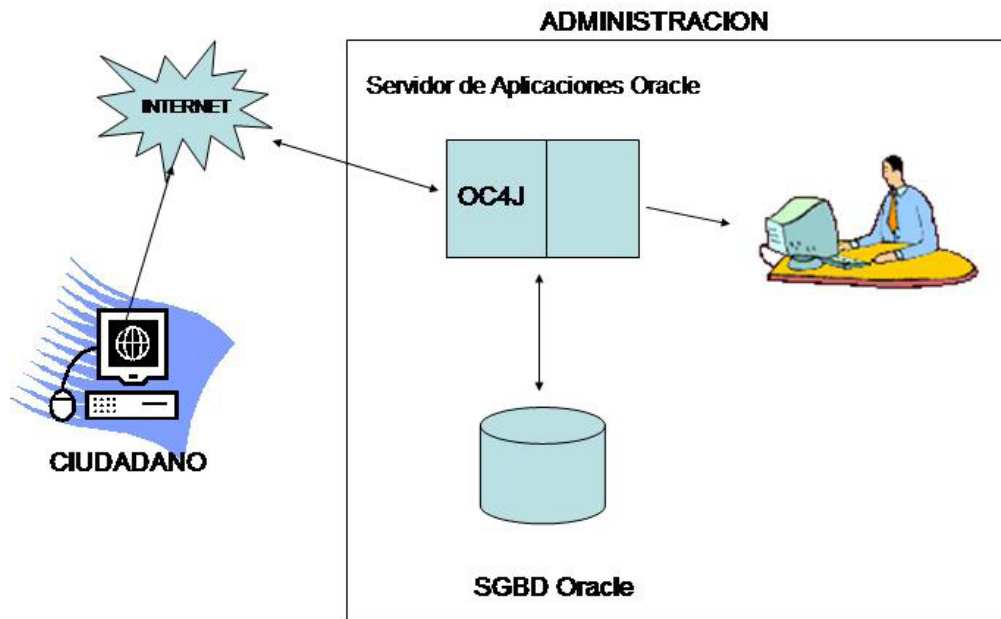 ADMINISTRACION
Servidor de Aplicaciones Oracle
INTERNET
OC4J
CIUDADANO
SGBD Oracle